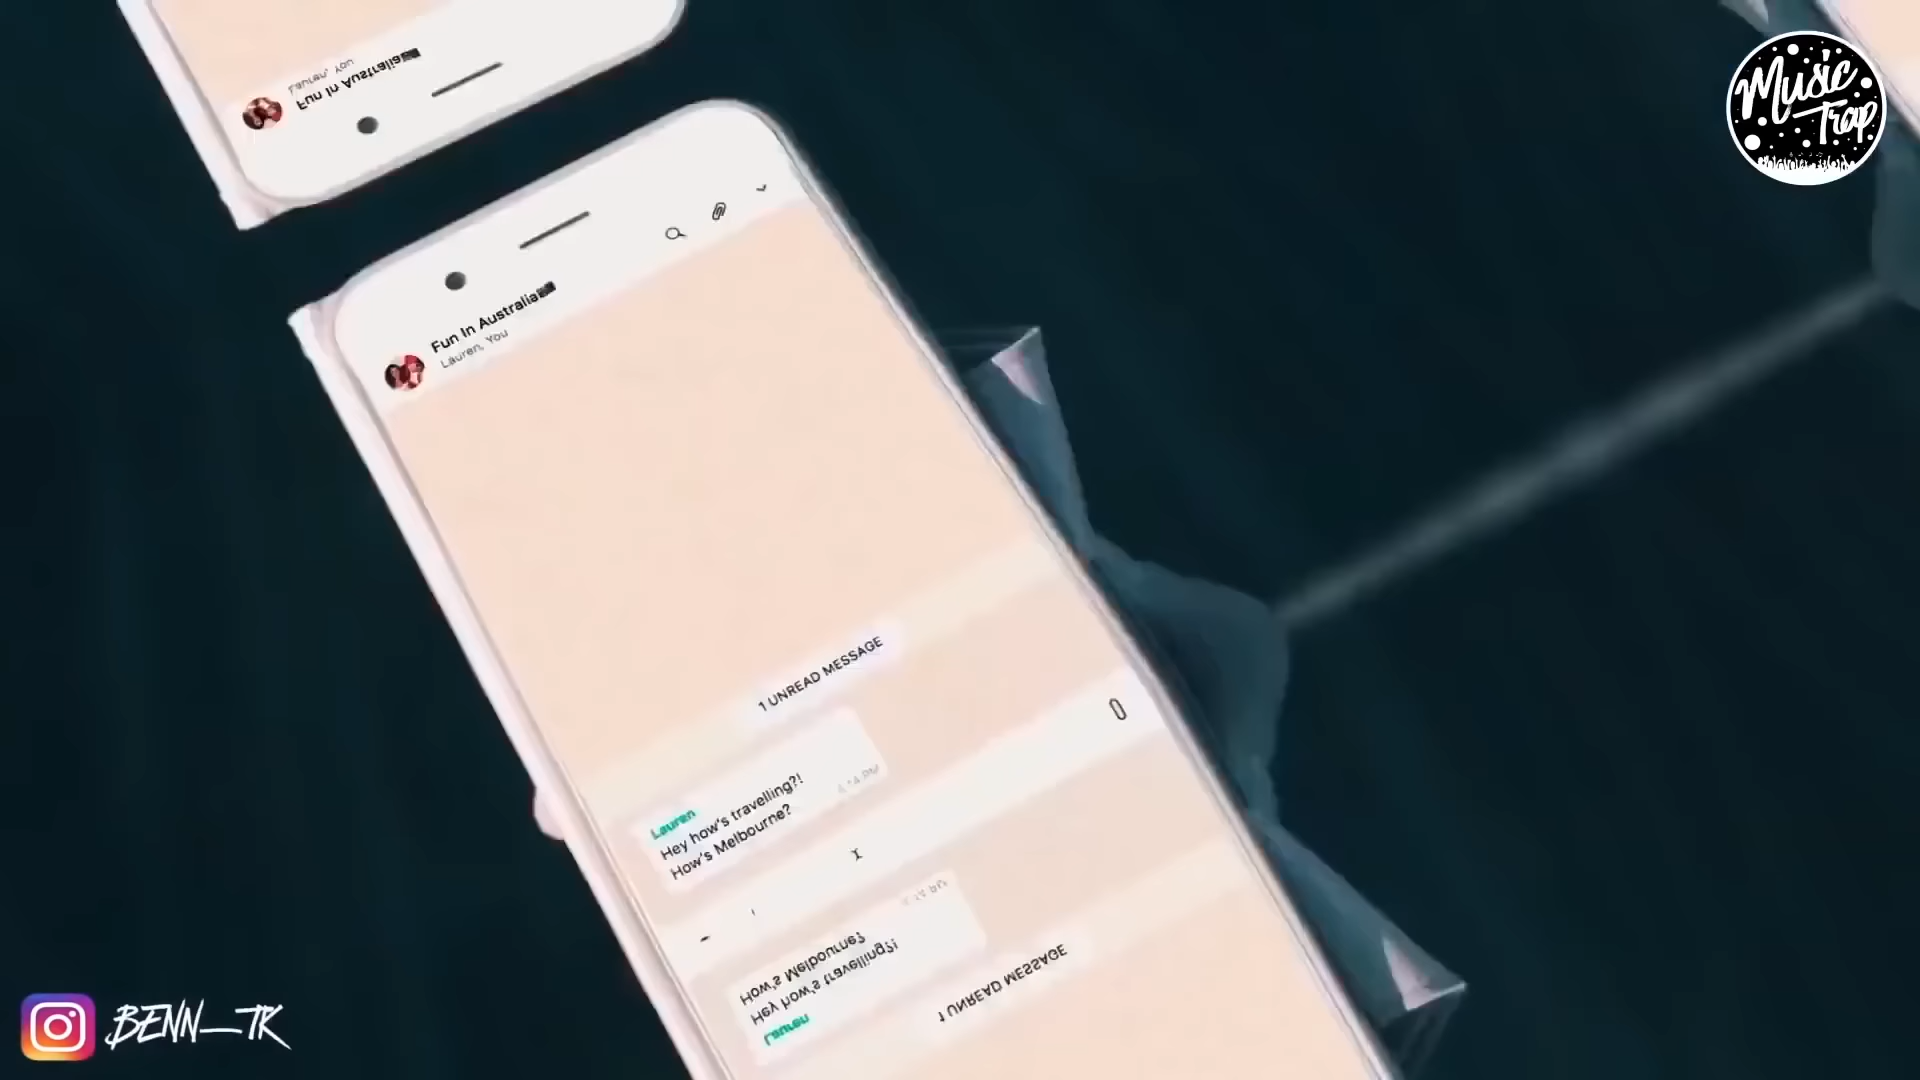 Lauren, You
Fun In Australia
Music
Trap
Fun In Australia
Lauren, You
1 UNREAD MESSAGE
Lauren
Hey how's travelling?!
How's Melbourne?
How's Melbourne?
Hey how's travelling?!
Lauren
1 UNREAD MESSAGE
BENN_TK